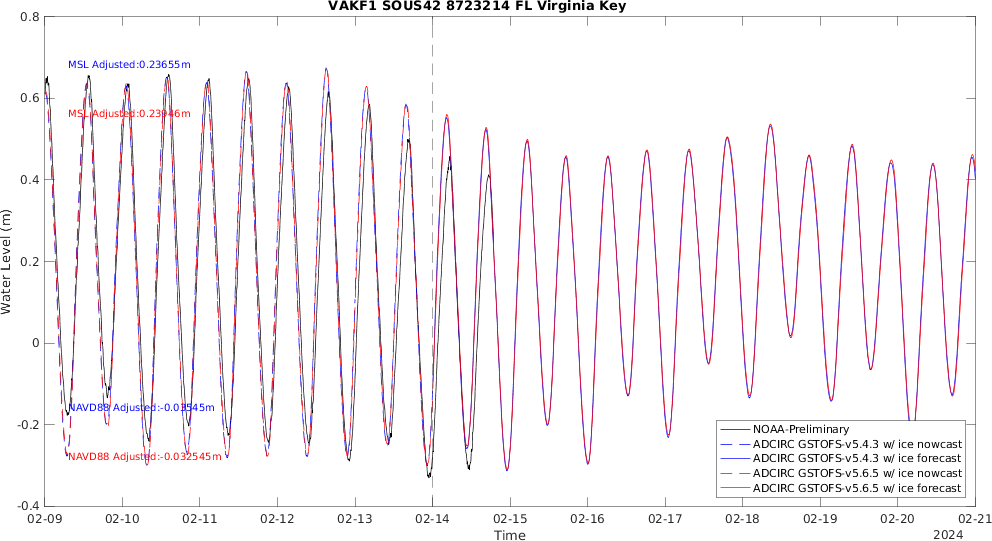 VAKF1 SOUS42 8723214 FL Virginia Key
0.8
0.6
0.4
0.2
0
-0.2
-0.4
Water Level (m)
MSL Adjusted:0.23655m
MSL Adjusted:0.23946m
NAVD88 Adjusted:-0.03545m
NAVD88 Adjusted:-0.032545m
NOAA-Preliminary
ADCIRC GSTOFS-v5.4.3 w/ ice nowcast
ADCIRC GSTOFS-v5.4.3 w/ ice forecast
ADCIRC GSTOFS-v5.6.5 w/ ice nowcast
ADCIRC GSTOFS-v5.6.5 w/ ice forecast
02-09 02-10 02-11 02-12 02-13 02-14 02-15 02-16 02-17 02-18 02-19 02-20 02-21
Time
2024